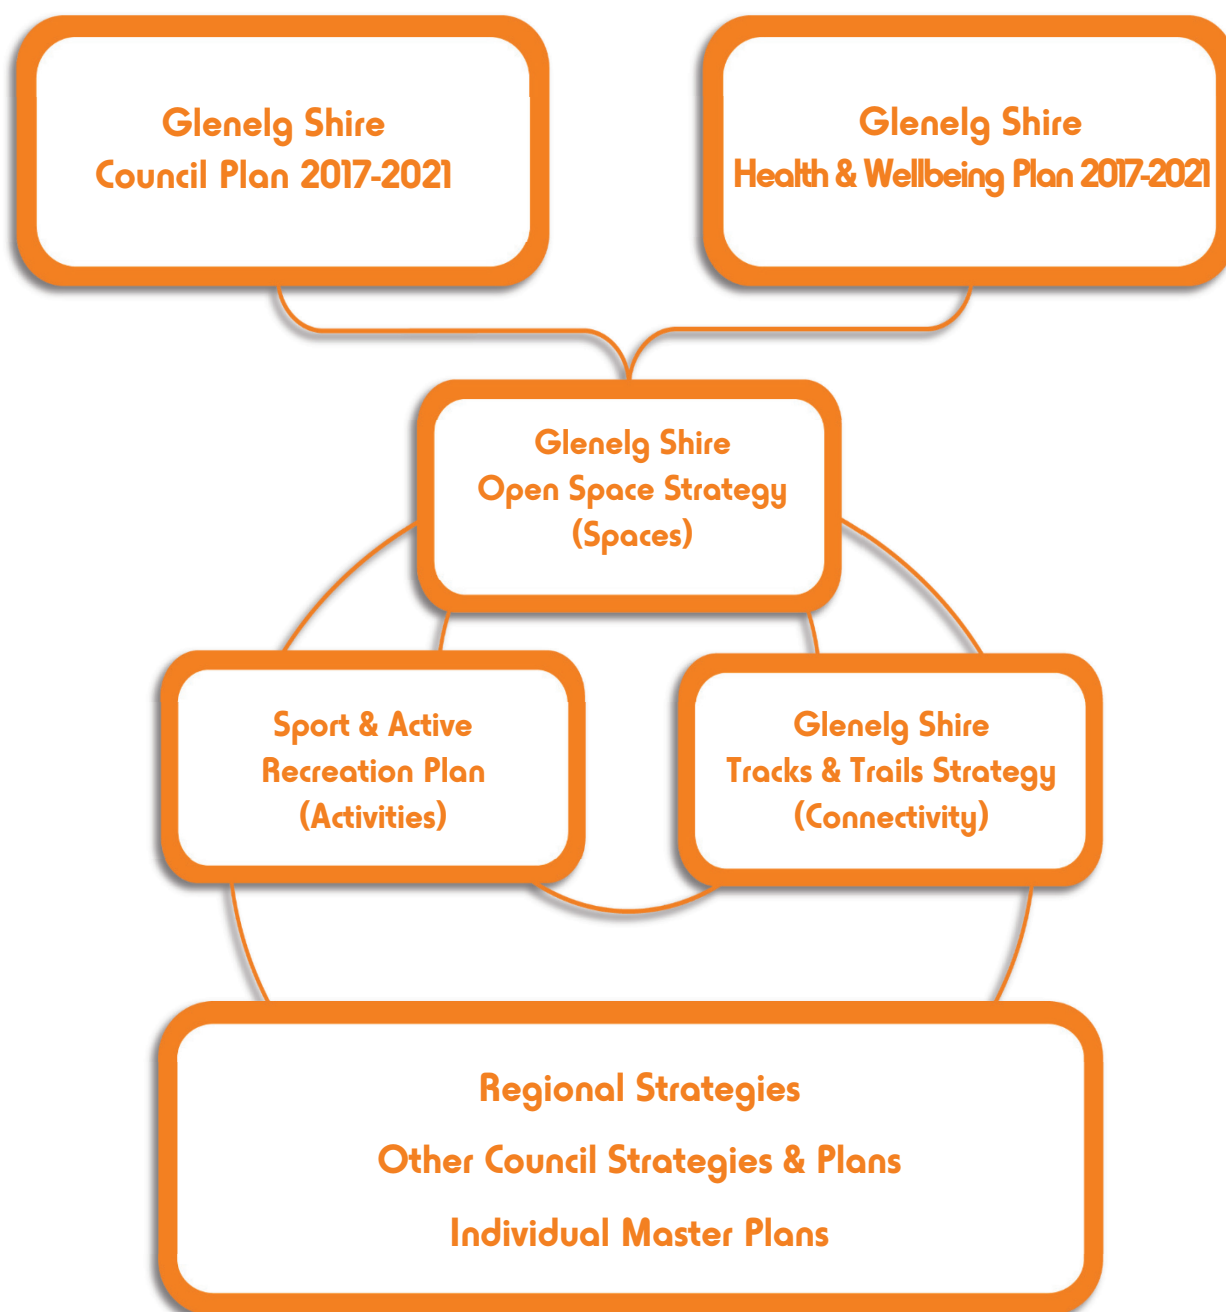 Glenelg Shire
Council Plan 2017-2021
Glenelg Shire
Health & Wellbeing Plan 2017-2021
Glenelg Shire
Open Space Strategy
(Spaces)
Sport & Active
Recreation Plan
(Activities)
Glenelg Shire
Tracks & Trails Strategy
(Connectivity)
Regional Strategies
Other Council Strategies & Plans
Individual Master Plans